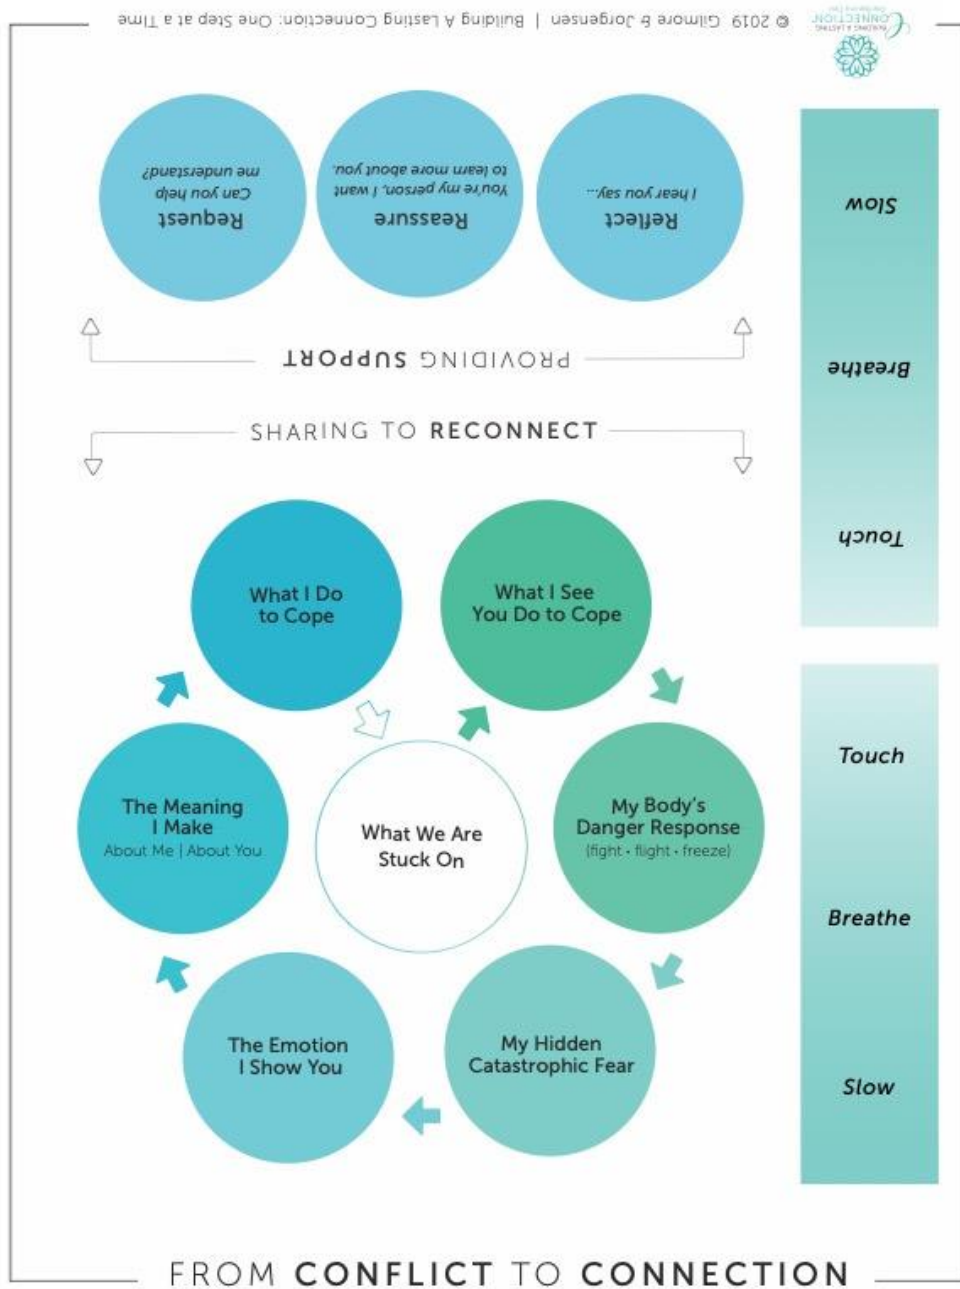 © 2019 Gilmore & Jorgensen | Building A Lasting Connection: One Step at a Time
BUILDING A LASTING
CONNECTION
Request
Can you help
me understand?
Reassure
You're my person, I want
to learn more about you.
Reflect
I hear you say...
PROVIDING SUPPORT
SHARING TO RECONNECT
What I Do
to Cope
What I See
You Do to Cope
The Meaning
I Make
About Me | About You
What We Are
Stuck On
My Body's
Danger Response
(fight • flight • freeze)
The Emotion
I Show You
My Hidden
Catastrophic Fear
Slow
Breathe
Touch
Touch
Breathe
Slow
FROM CONFLICT TO CONNECTION